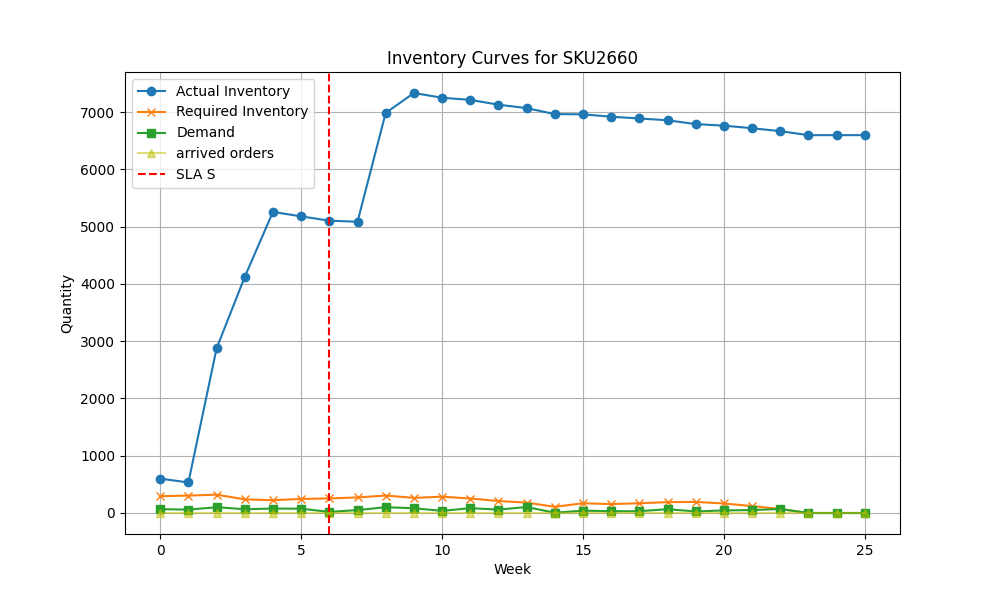 Inventory Curves for SKU2660
Actual Inventory
Required Inventory
Demand
arrived orders
SLA S
Quantity
7000
6000
5000
4000
3000
2000
1000
0
0 5 10 15 20 25
Week